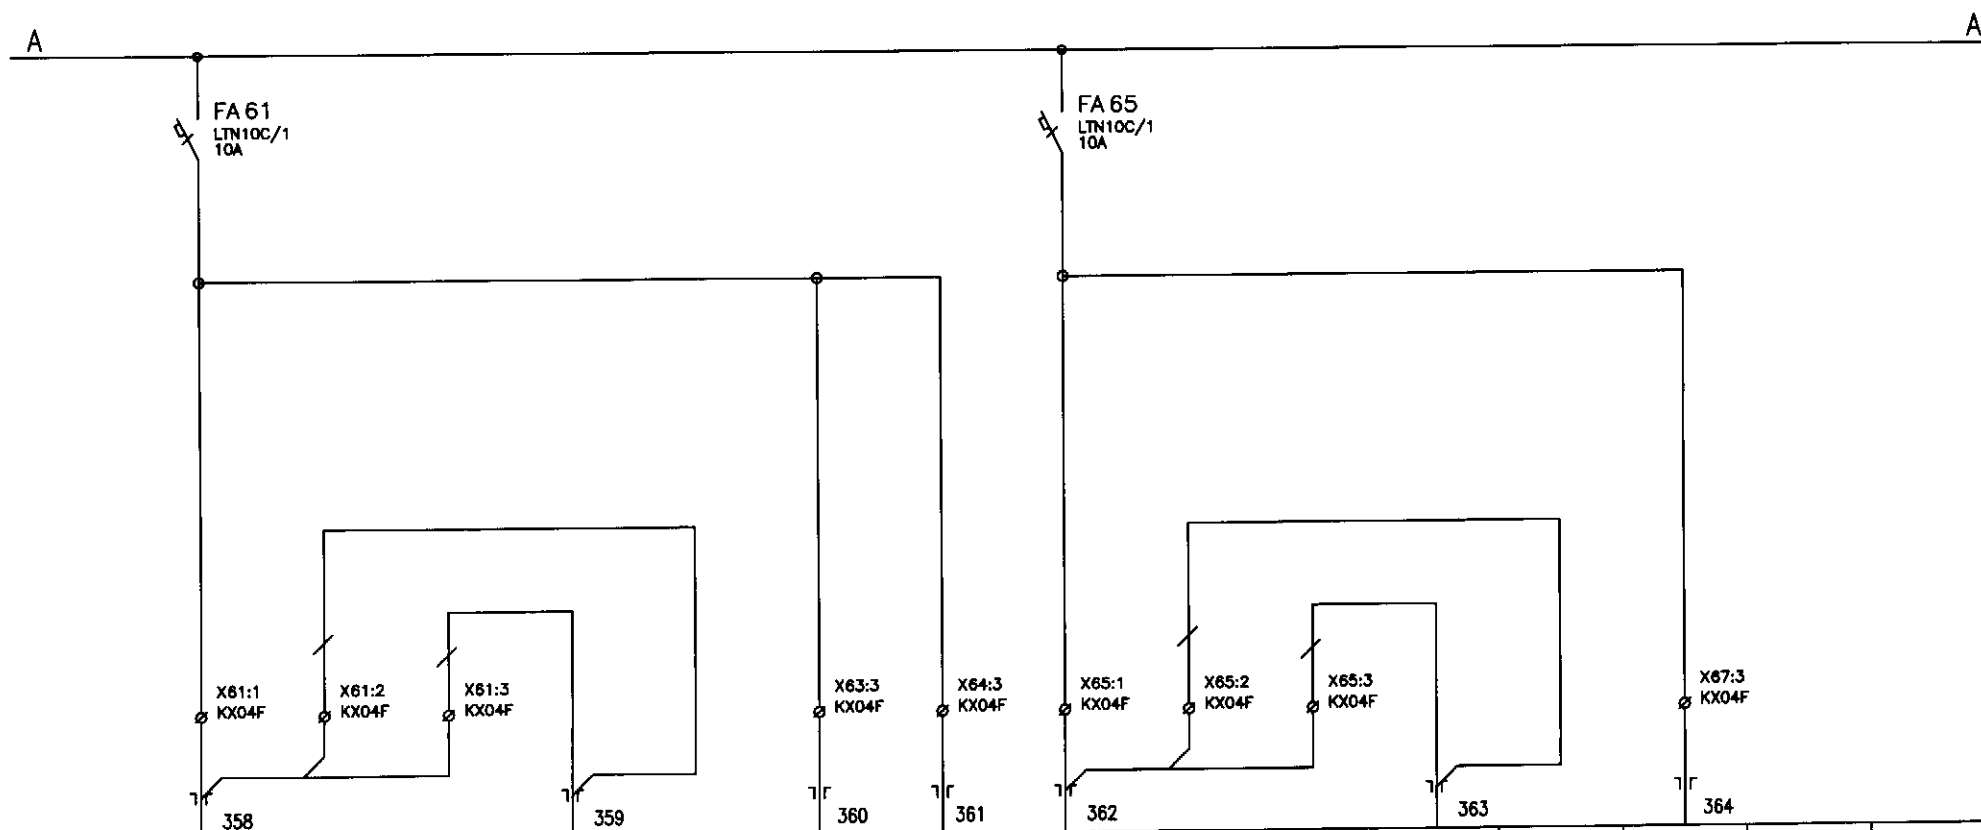 A
A
FA 61
LTN10C/1
10A
FA 65
LTN10C/1
10A
X61:1
KX04F
X61:2
KX04F
X61:3
KX04F
X63:3
KX04F
X64:3
KX04F
X65:1
KX04F
X65:2
KX04F
X65:3
KX04F
X67:3
KX04F
358
359
360
361
362
363
364